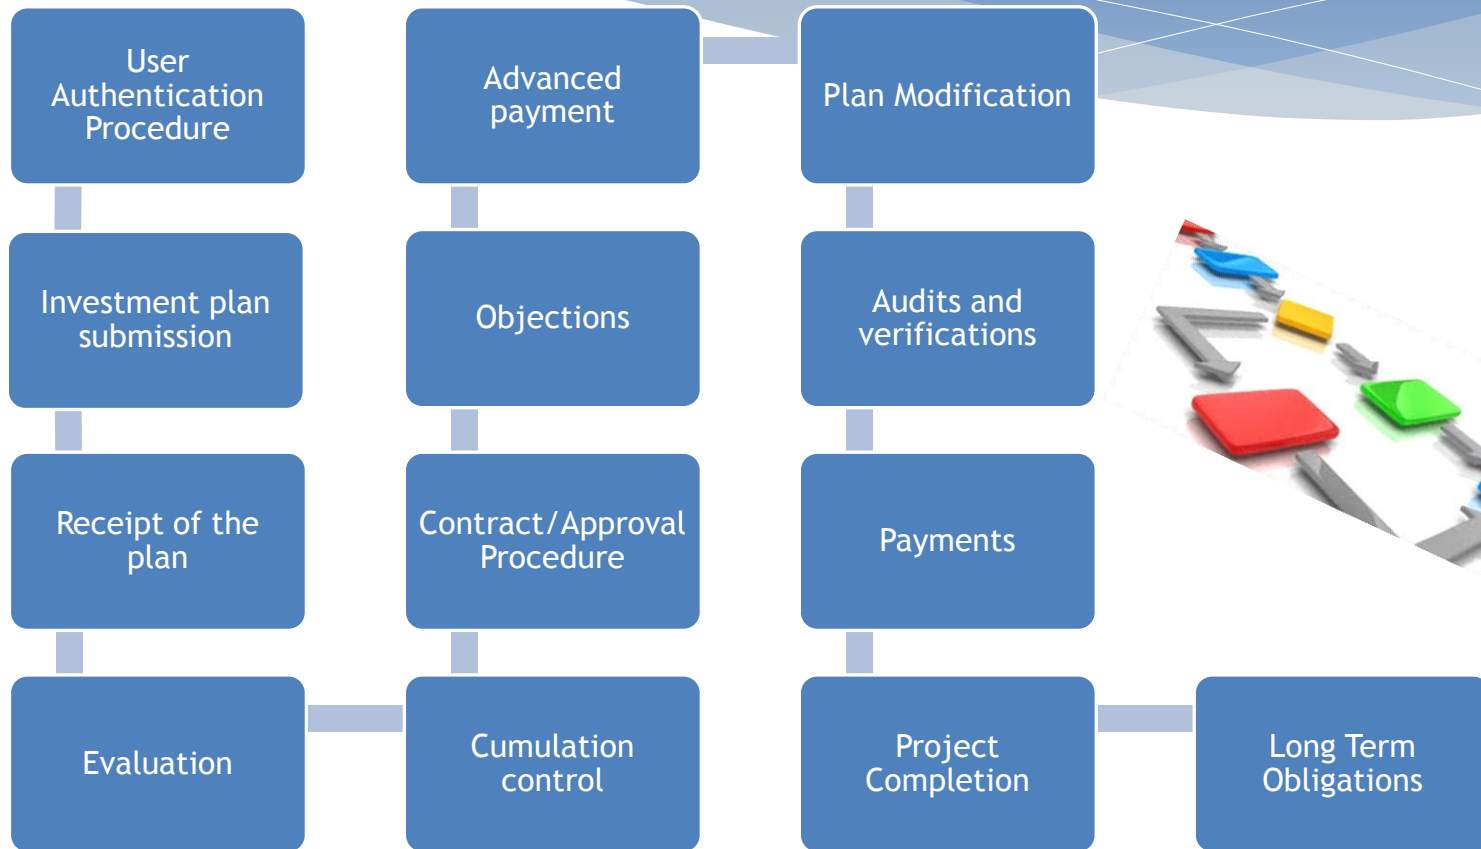 User
Authentication
Procedure
Investment plan
submission
Receipt of the
plan
Evaluation
Cumulation
control
Contract/Approval
Procedure
Objections
Advanced
payment
Plan Modification
Audits and
verifications
Payments
Project
Completion
Long Term
Obligations